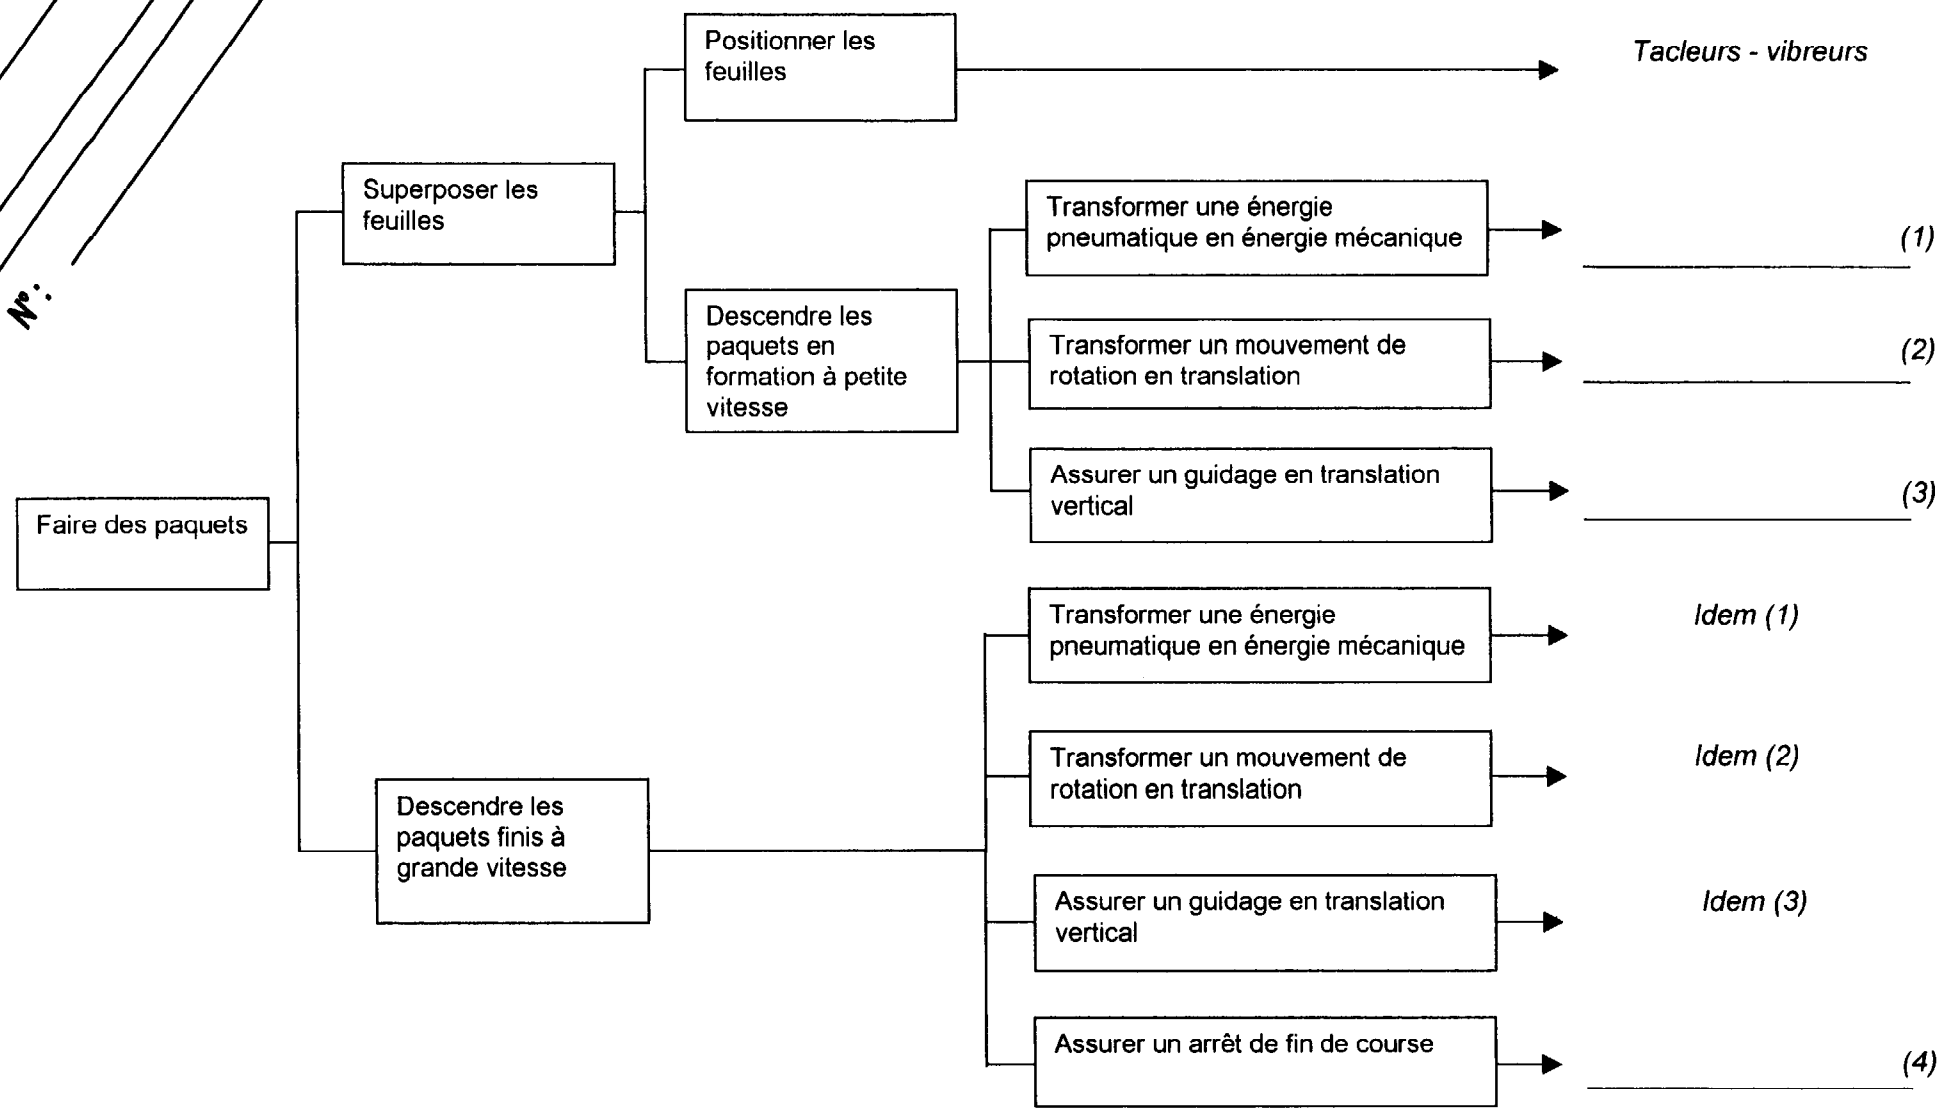 Positionner les
feuilles
Tacleurs - vibreurs
Superposer les
feuilles
Transformer une énergie
pneumatique en énergie mécanique
(1)
N°:
Descendre les
paquets en
formation à petite
vitesse
Transformer un mouvement de
rotation en translation
(2)
Assurer un guidage en translation
vertical
(3)
Faire des paquets
Transformer une énergie
pneumatique en énergie mécanique
Idem (1)
Transformer un mouvement de
rotation en translation
Idem (2)
Descendre les
paquets finis à
grande vitesse
Assurer un guidage en translation
vertical
Idem (3)
Assurer un arrêt de fin de course
(4)